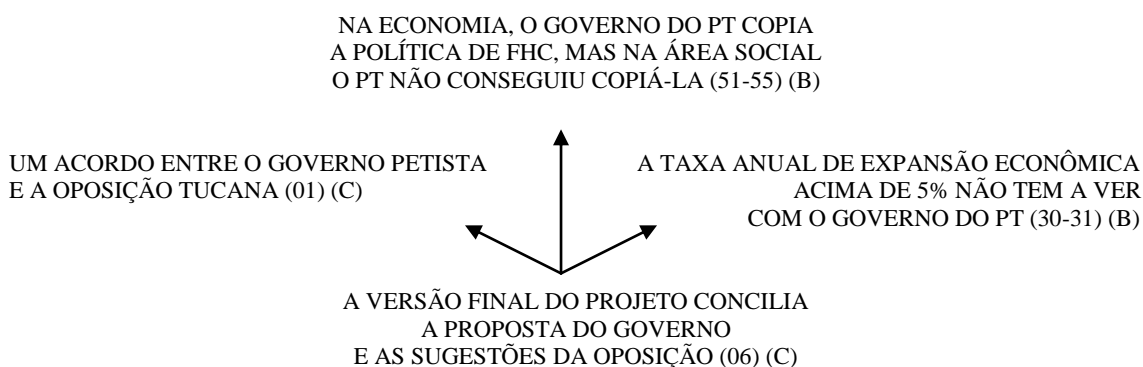 NA ECONOMIA, O GOVERNO DO PT COPIA
A POLÍTICA DE FHC, MAS NA ÁREA SOCIAL
O PT NÃO CONSEGUIU COPIÁ-LA (51-55) (B)
UM ACORDO ENTRE O GOVERNO PETISTA
E A OPOSIÇÃO TUCANA (01) (C)
A TAXA ANUAL DE EXPANSÃO ECONÔMICA
ACIMA DE 5% NÃO TEM A VER
COM O GOVERNO DO PT (30-31) (B)
A VERSÃO FINAL DO PROJETO CONCILIA
A PROPOSTA DO GOVERNO
E AS SUGESTÕES DA OPOSIÇÃO (06) (C)